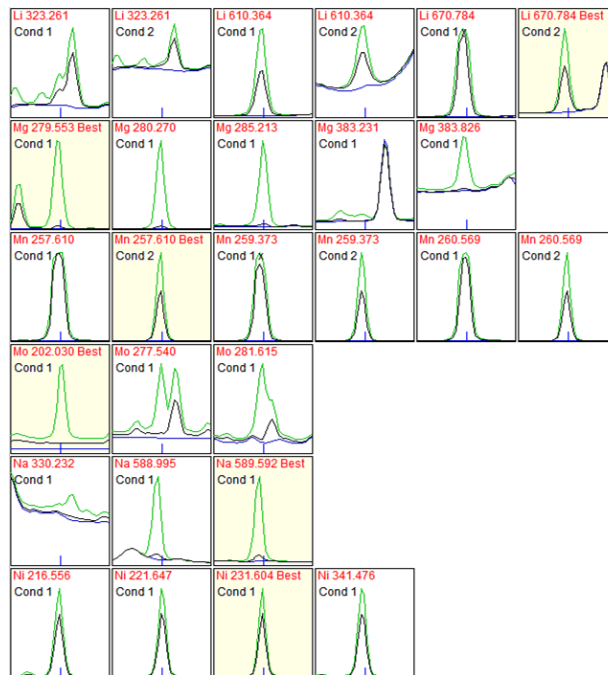 Li 323.261
Cond 1
Li 323.261
Cond 2
Li 610.364
Cond 1
Li 610.364
Cond 2
Li 670.784
Cond 1
Li 670.784 Best
Cond 2
Mg 279.553 Best
Cond 1
Mg 280.270
Cond 1
Mg 285.213
Cond 1
Mg 383.231
Cond 1
Mg 383.826
Cond 1
Mn 257.610
Cond 1
Mn 257.610 Best
Cond 2
Mn 259.373
Cond 1
Mn 259.373
Cond 2
Mn 260.569
Cond 1
Mn 260.569
Cond 2
Mo 202.030 Best
Cond 1
Mo 277.540
Cond 1
Mo 281.615
Cond 1
Na 330.232
Cond 1
Na 588.995
Cond 1
Na 589.592 Best
Cond 1
Ni 216.556
Cond 1
Ni 221.647
Cond 1
Ni 231.604 Best
Cond 1
Ni 341.476
Cond 1